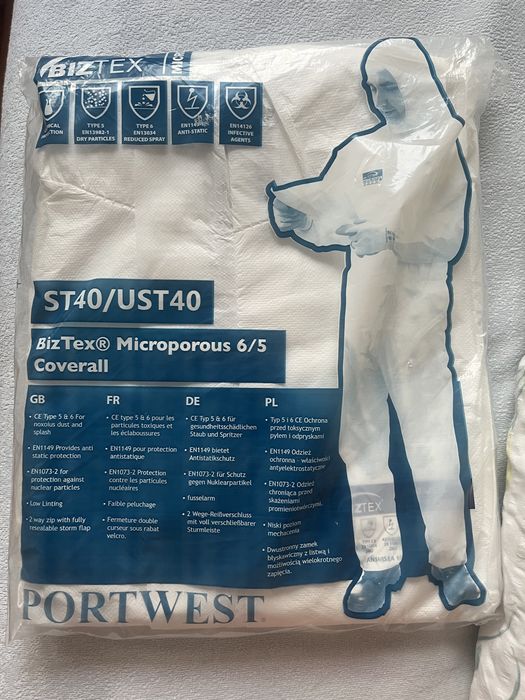 BIZTEX
TYPE 5
EN13982-1
DRY PARTICLES
TYPE 6
EN13034
REDUCED SPRAY
ANTI-STATIC
EN14126
INFECTIVE
AGENTS
ST40/UST40
BizTex® Microporous 6/5
Coverall
GB
• CE Type 5 & 6 For
noxolus dust and
splash
• EN1149 Provides anti
static protection
• EN1073-2 for
protection against
nuclear particles
• Low Linting
• 2 way zip with fully
resealable storm flap
FR
• CE type 5 & 6 pour les
particules toxiques et
les éclaboussures
• EN1149 pour protection
antistatique
• EN1073-2 Protection
contre les particules
nucléaires
• Faible peluchage
• Fermeture double
curseur sous rabat
velcro.
DE
• CE Typ 5 & 6 für
gesundheitsschädlichen
Staub und Spritzer
• EN1149 bietet
Antistatikschutz
• EN1073-2 für Schutz
gegen Nuklearpartikel
• fusselarm
• 2 Wege-Reißverschluss
mit voll verschließbarer
Sturmleiste
PL
• Typ 5 i 6 CE Ochrona
przed toksycznym
pyłem i odpryskami
• EN1149 Odzież
ochronna - właściwości
antyelektrostatyczne
• EN1073-2 Odzież
chroniąca przed
skażeniami
promieniotwórczymi.
• Niski poziom
mechacenia
• Dwustronny zamek
błyskawiczny z listwą i
możliwością wielokrotnego
zapięcia.
PORTWEST®